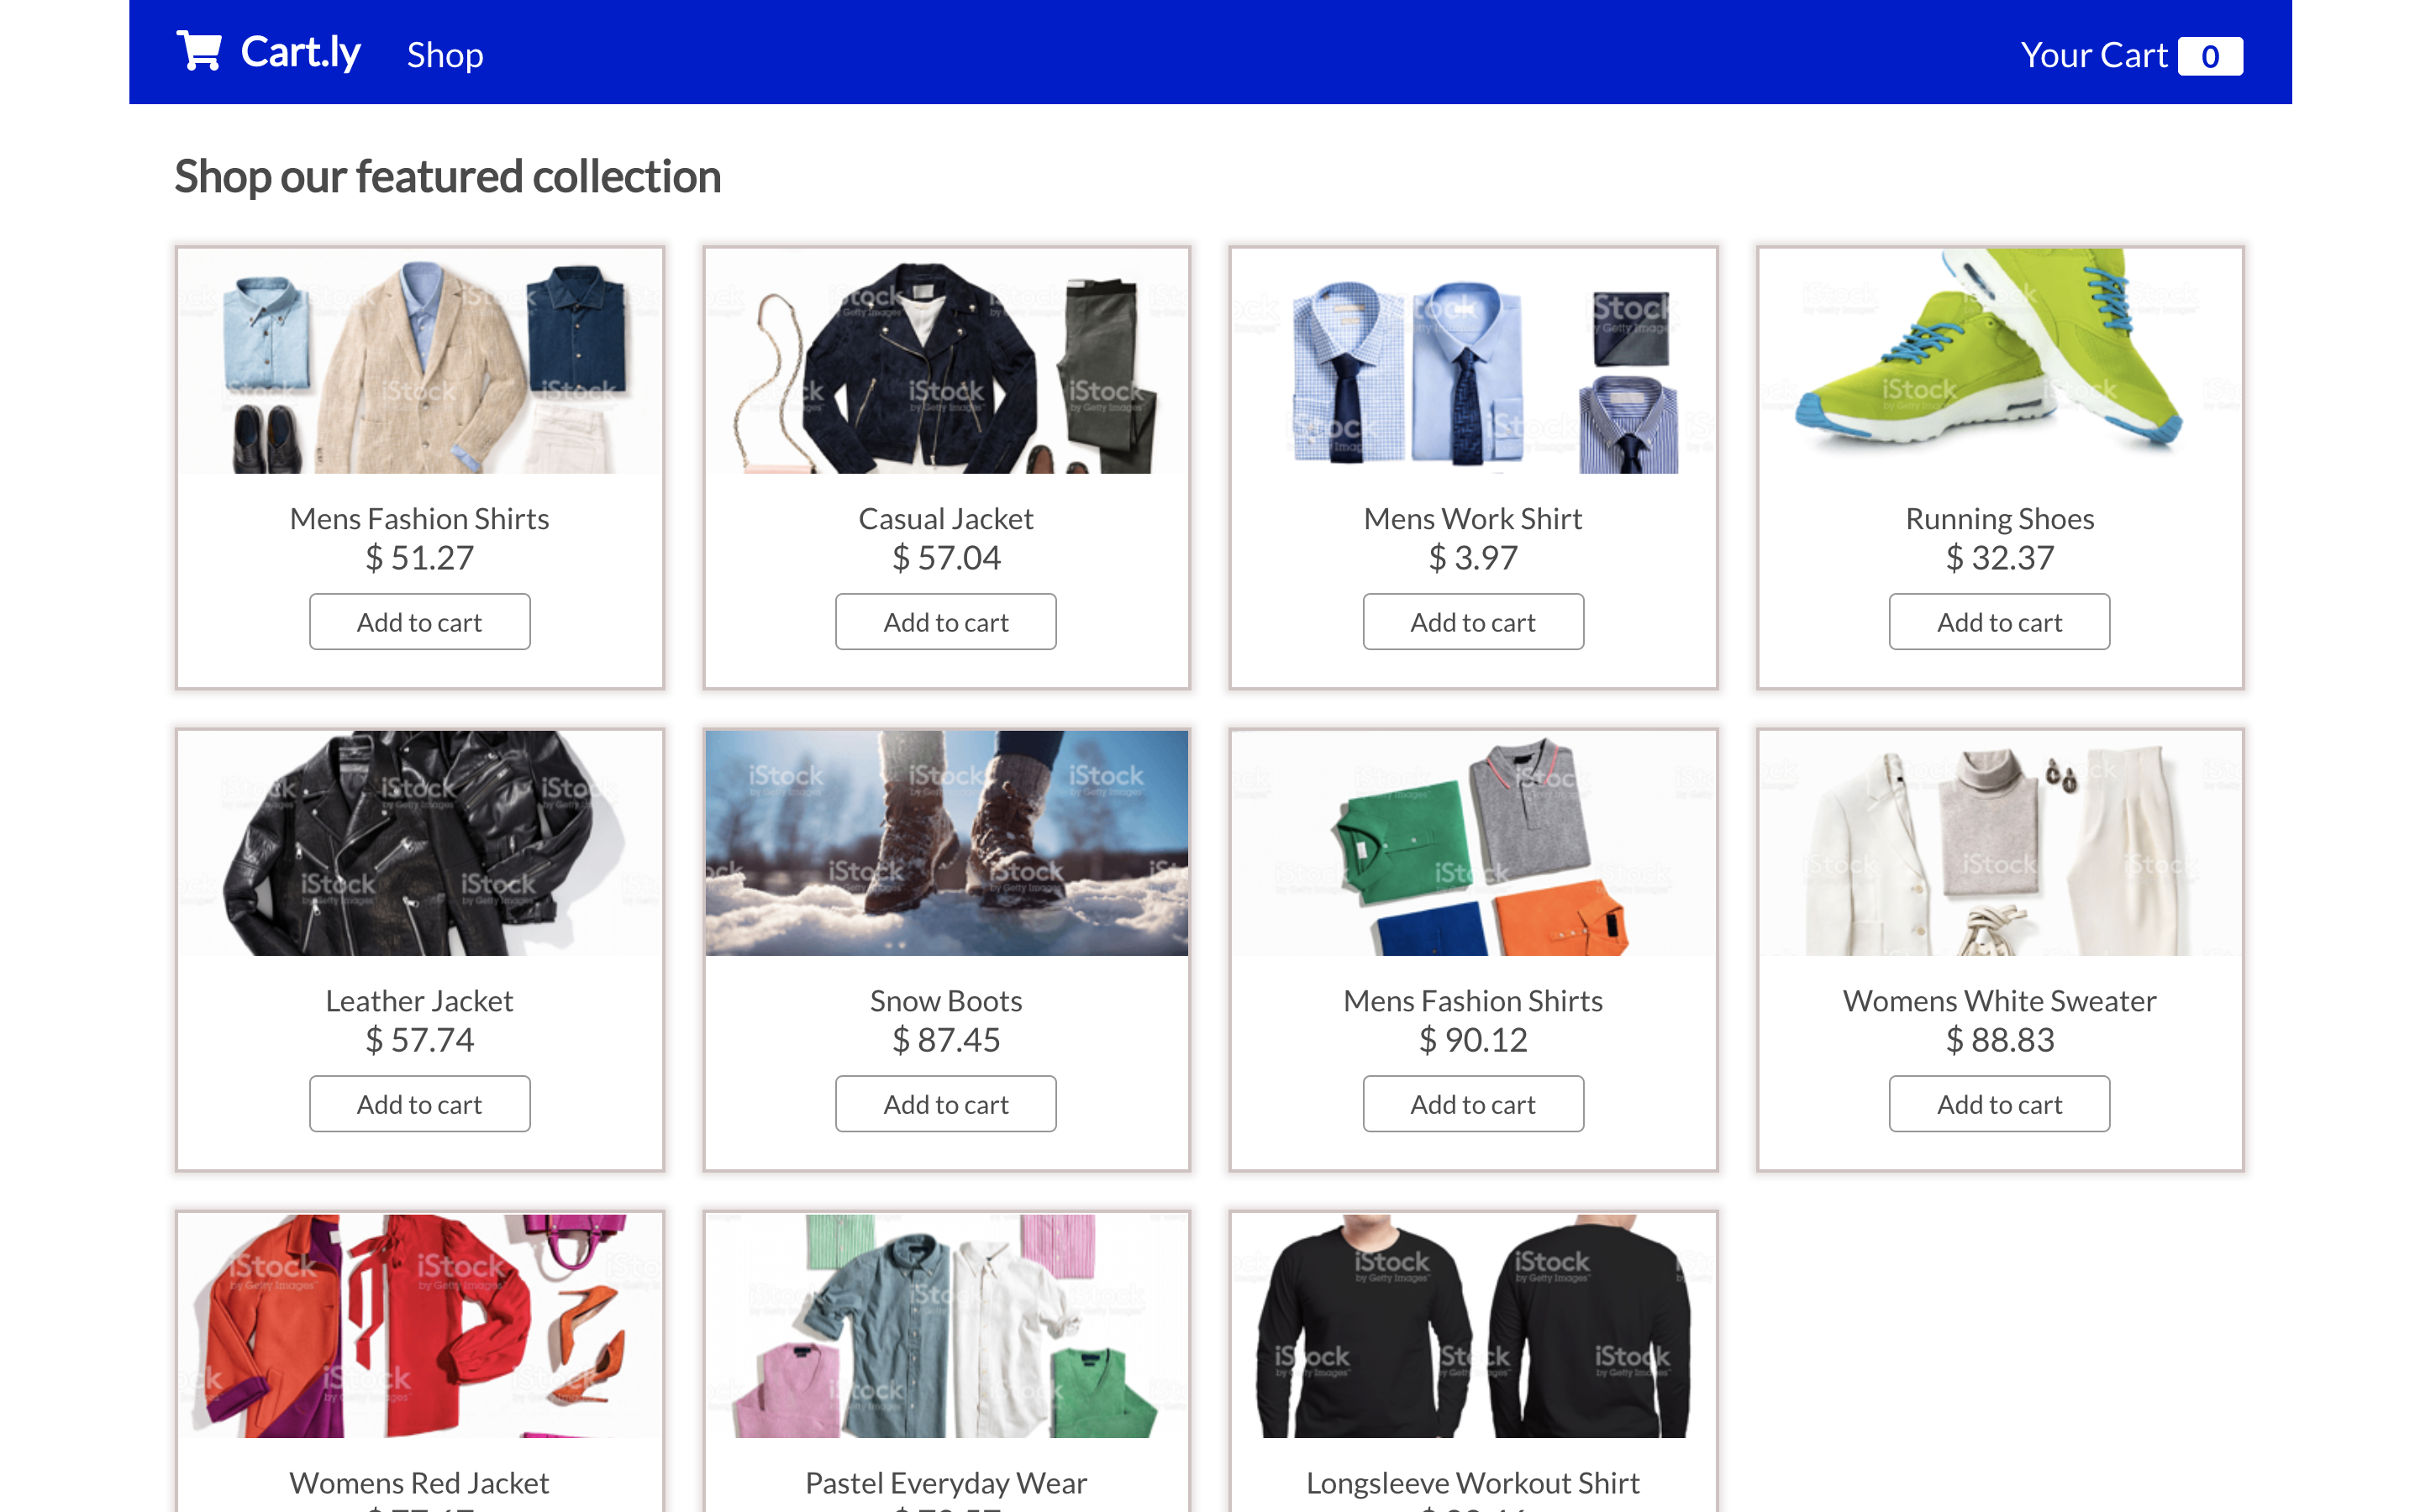 Cart.ly Shop Your Cart 0
Shop our featured collection
iStock
by Getty Images
Mens Fashion Shirts
$ 51.27
Add to cart
Casual Jacket
$ 57.04
Add to cart
Mens Work Shirt
$ 3.97
Add to cart
Running Shoes
$ 32.37
Add to cart
Leather Jacket
$ 57.74
Add to cart
Snow Boots
$ 87.45
Add to cart
Mens Fashion Shirts
$ 90.12
Add to cart
Womens White Sweater
$ 88.83
Add to cart
Womens Red Jacket
Pastel Everyday Wear
Longsleeve Workout Shirt